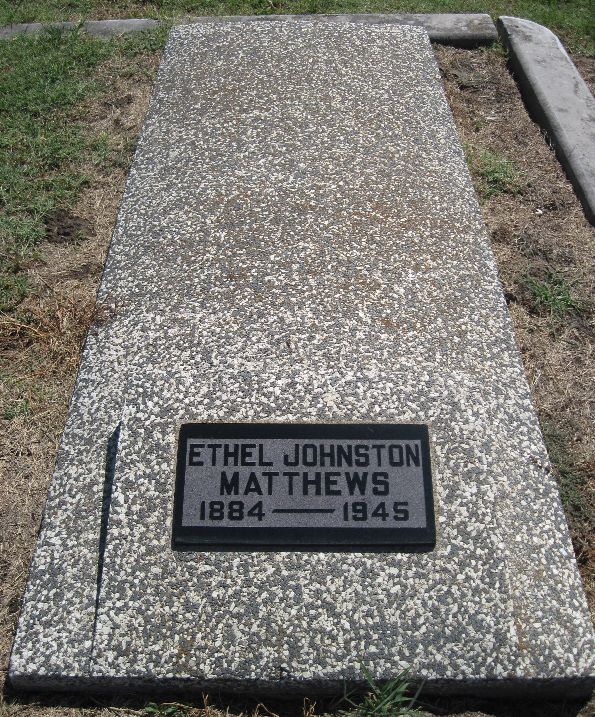 ETHEL JOHNSTON
MATTHEWS
1884 — 1945